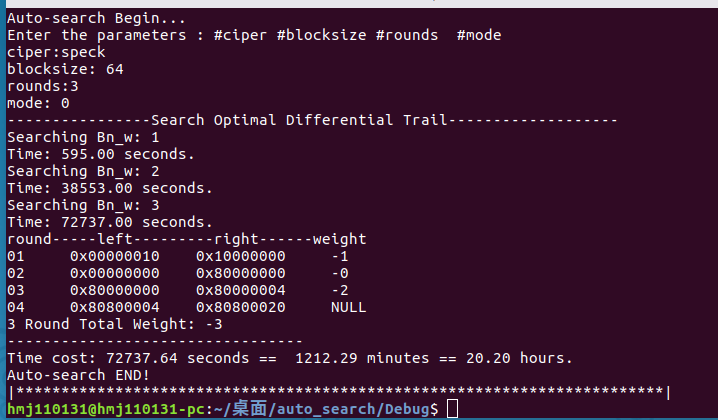 Auto-search Begin...
Enter the parameters : #ciper #blocksize #rounds  #mode
ciper:speck
blocksize: 64
rounds:3
mode: 0
----------------Search Optimal Differential Trail-------------------
Searching Bn_w: 1
Time: 595.00 seconds.
Searching Bn_w: 2
Time: 38553.00 seconds.
Searching Bn_w: 3
Time: 72737.00 seconds.
round-----left---------right------weight
01     0x00000010    0x10000000     -1
02     0x00000000    0x80000000     -0
03     0x80000000    0x80000004     -2
04     0x80800004    0x80800020    NULL
3 Round Total Weight: -3
---------------------------------
Time cost: 72737.64 seconds ==  1212.29 minutes == 20.20 hours.
Auto-search END!
|************************************************************************|
hmj110131@hmj110131-pc:~/桌面/auto_search/Debug$